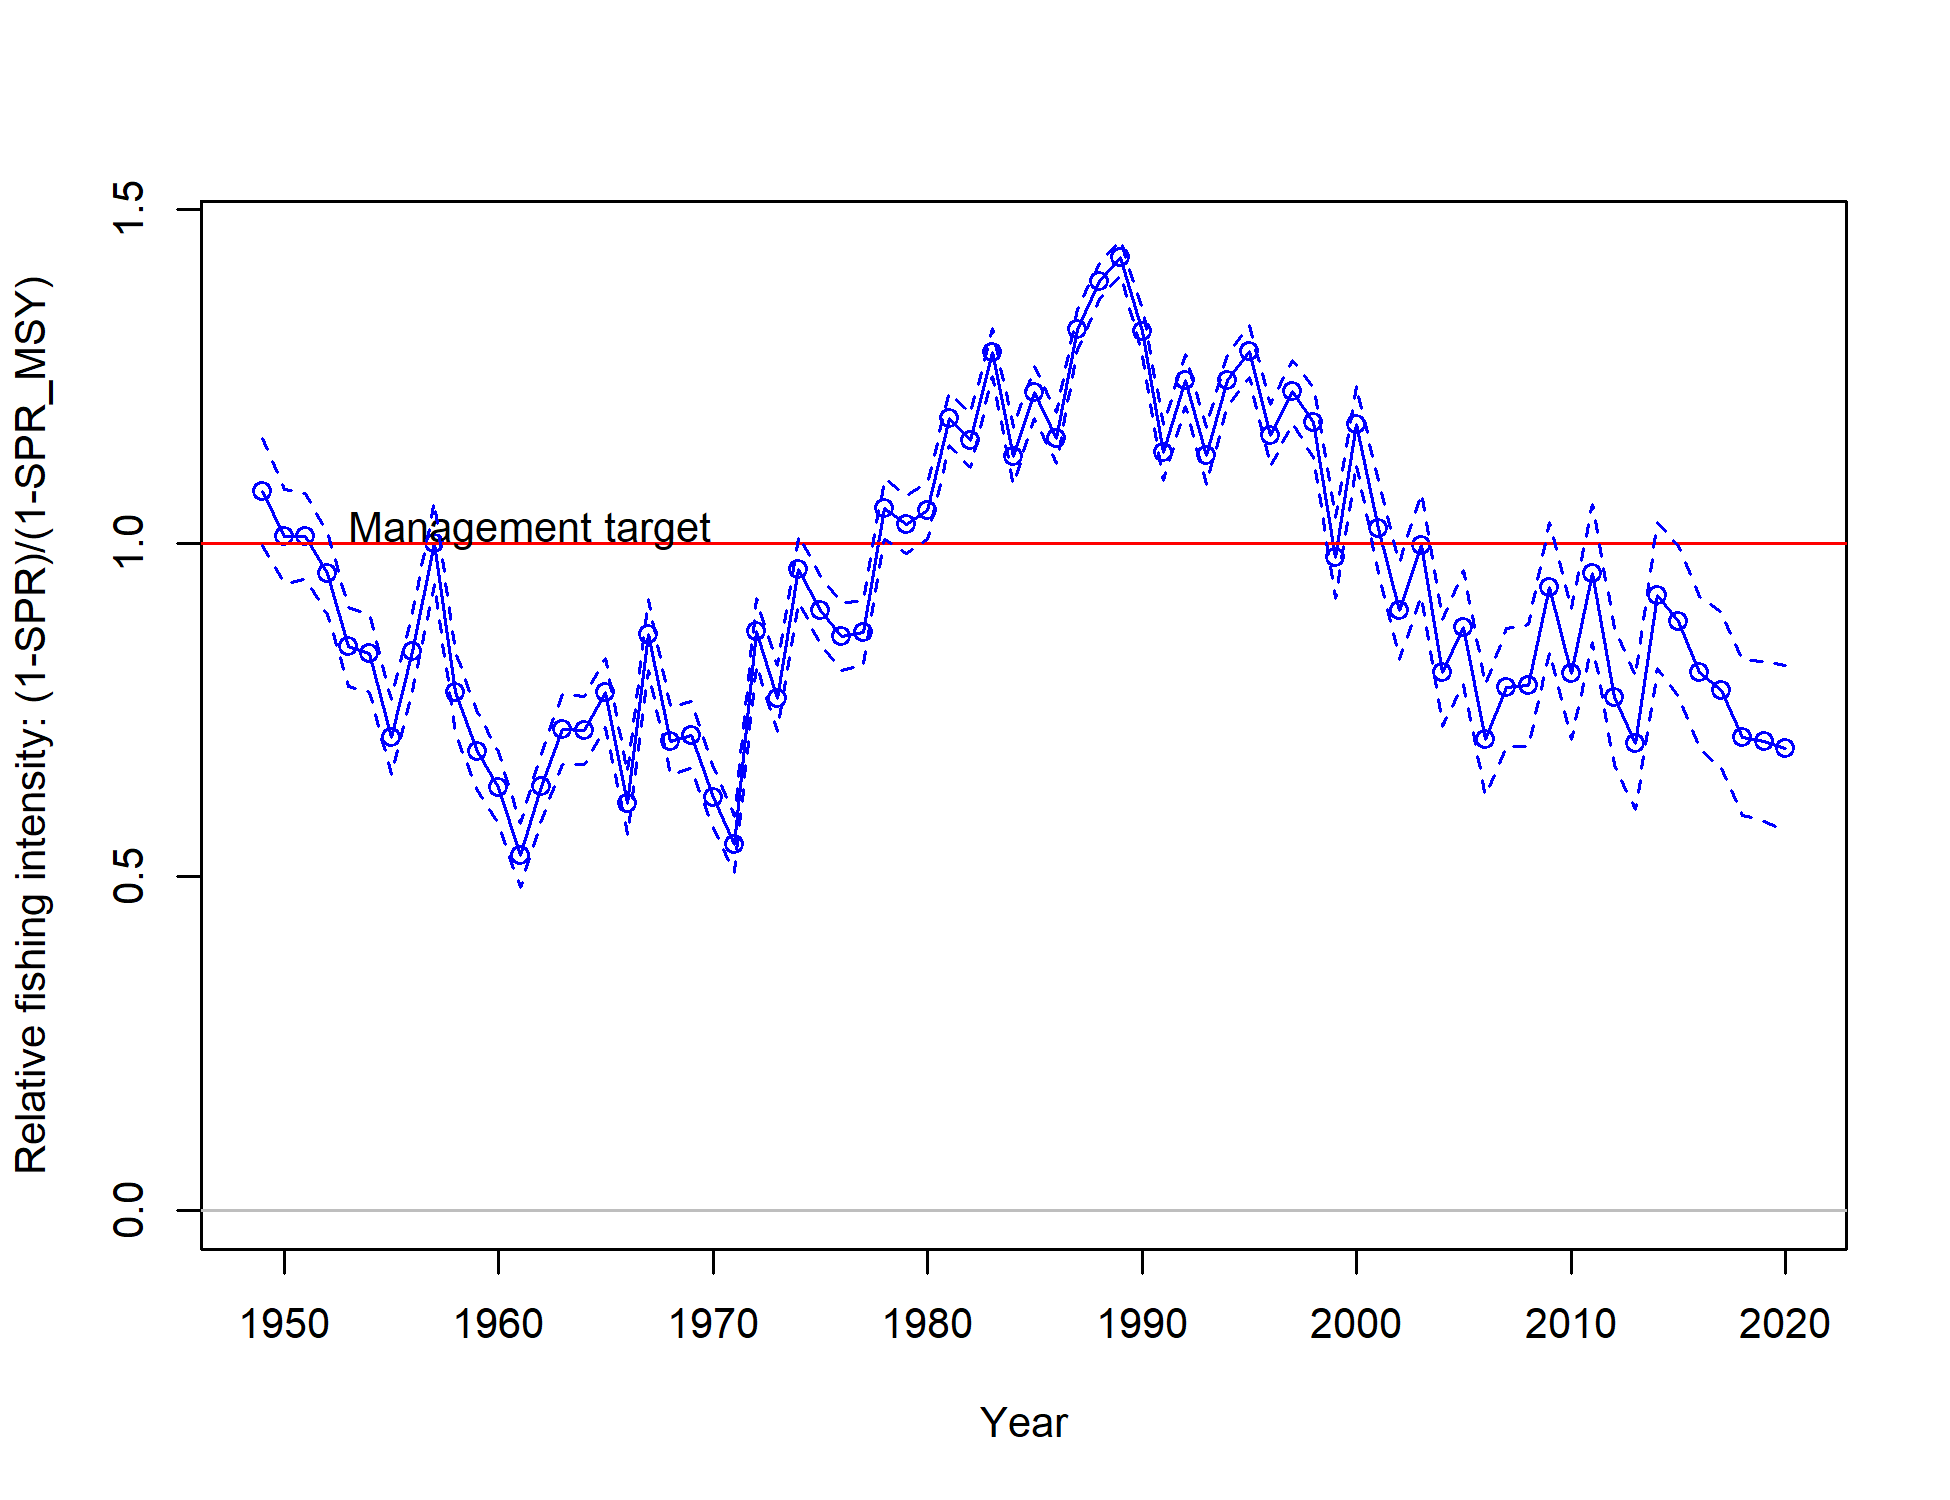 Relative fishing intensity: (1-SPR)/(1-SPR_MSY)
1.5
1.0
0.5
0.0
Management target
1950 1960 1970 1980 1990 2000 2010 2020
Year